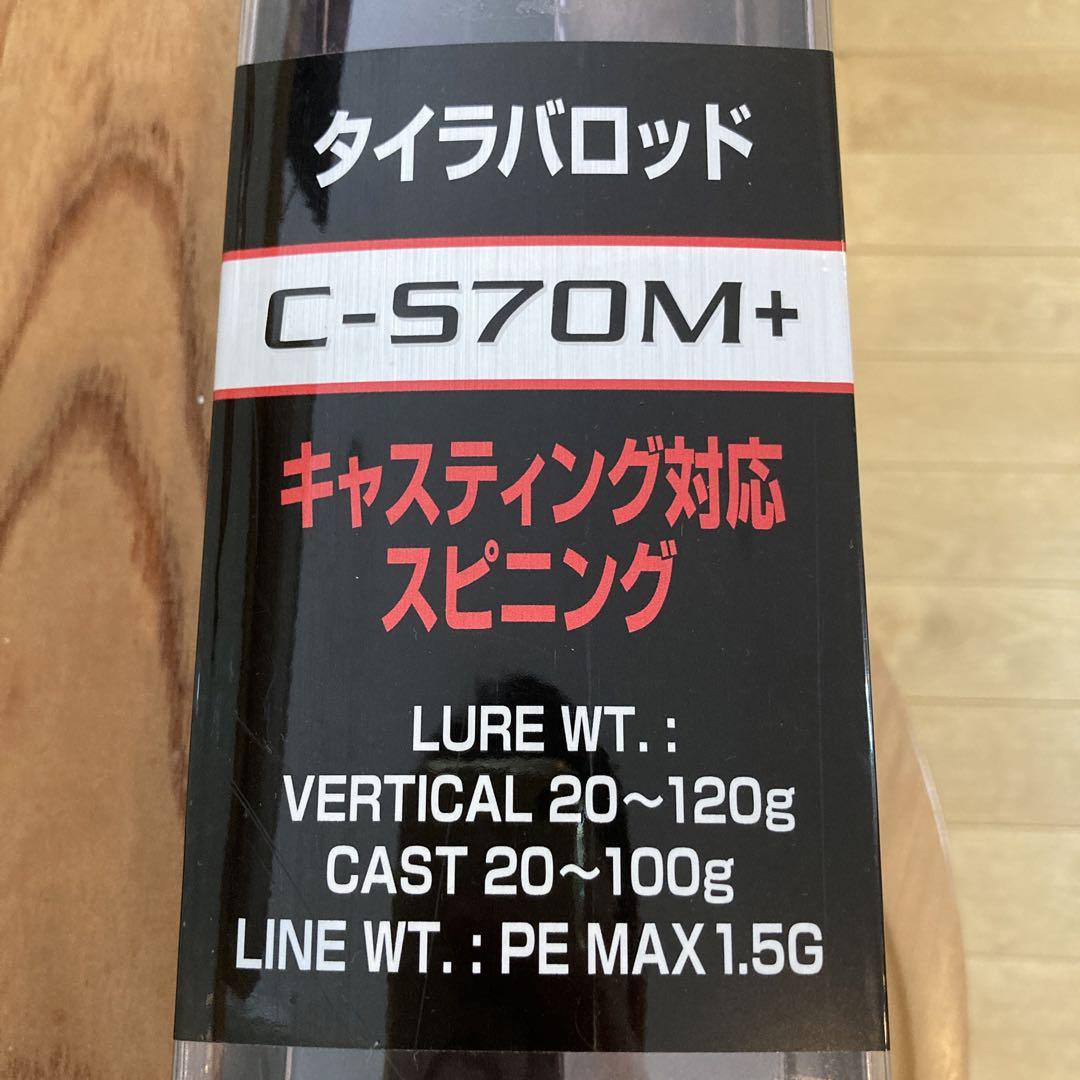 タイラバロッド
C-S70M+
キャスティング対応
スピニング
LURE WT. :
VERTICAL 20~120g
CAST 20~100g
LINE WT. : PE MAX 1.5G